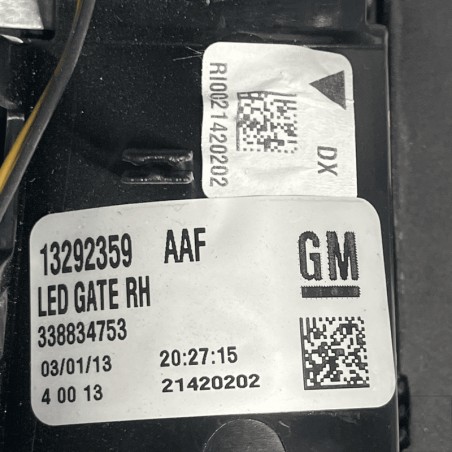 RI0021420202
DX
13292359 AAF
GM
LED GATE RH
338834753
03/01/13 20:27:15
4 00 13 21420202